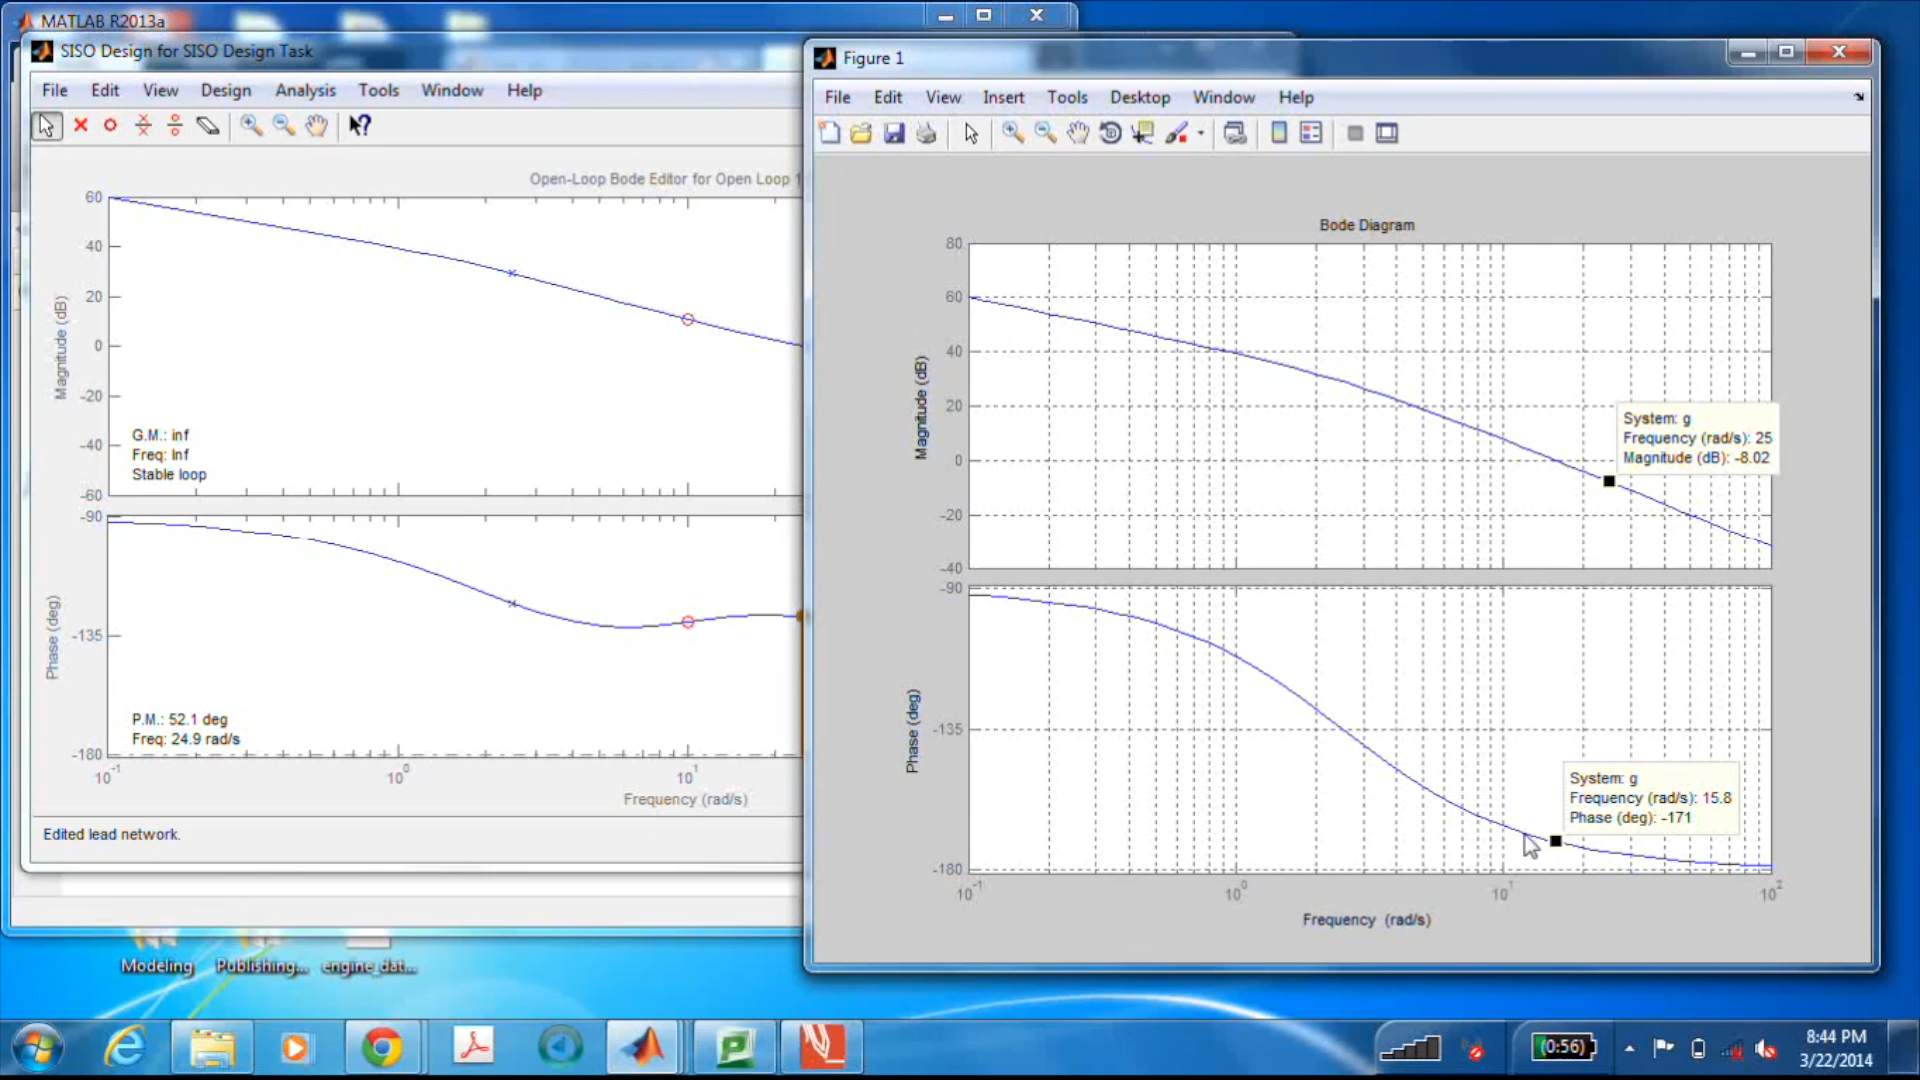 MATLAB R2013a
SISO Design for SISO Design Task
File Edit View Design Analysis Tools Window Help
Open-Loop Bode Editor for Open Loop 1
60
40
20
0
-20
-40
-60
Magnitude (dB)
G.M.: inf
Freq: Inf
Stable loop
-90
-135
-180
Phase (deg)
P.M.: 52.1 deg
Freq: 24.9 rad/s
10-1
100
101
Frequency (rad/s)
Edited lead network.
Figure 1
File Edit View Insert Tools Desktop Window Help
Bode Diagram
80
60
40
20
0
-20
-40
Magnitude (dB)
System: g
Frequency (rad/s): 25
Magnitude (dB): -8.02
-90
-135
-180
Phase (deg)
System: g
Frequency (rad/s): 15.8
Phase (deg): -171
10-1
100
101
102
Frequency (rad/s)
Modeling
Publishing...
engine_dat...
(0:56)
8:44 PM
3/22/2014